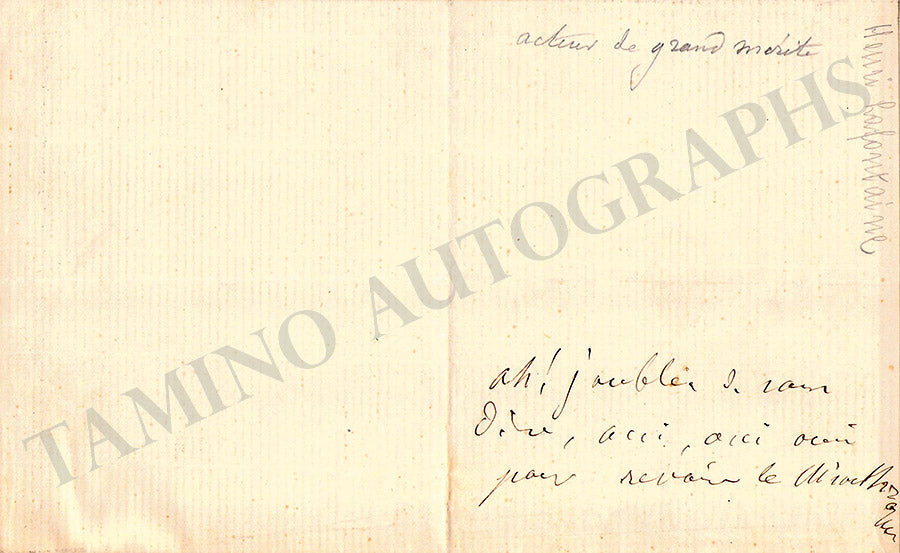 acteur de grand mérite
Henri Lafontaine
TAMINO AUTOGRAPHS
ah! j'oublie de vous
dire, oui, oui oui
pour revoir le